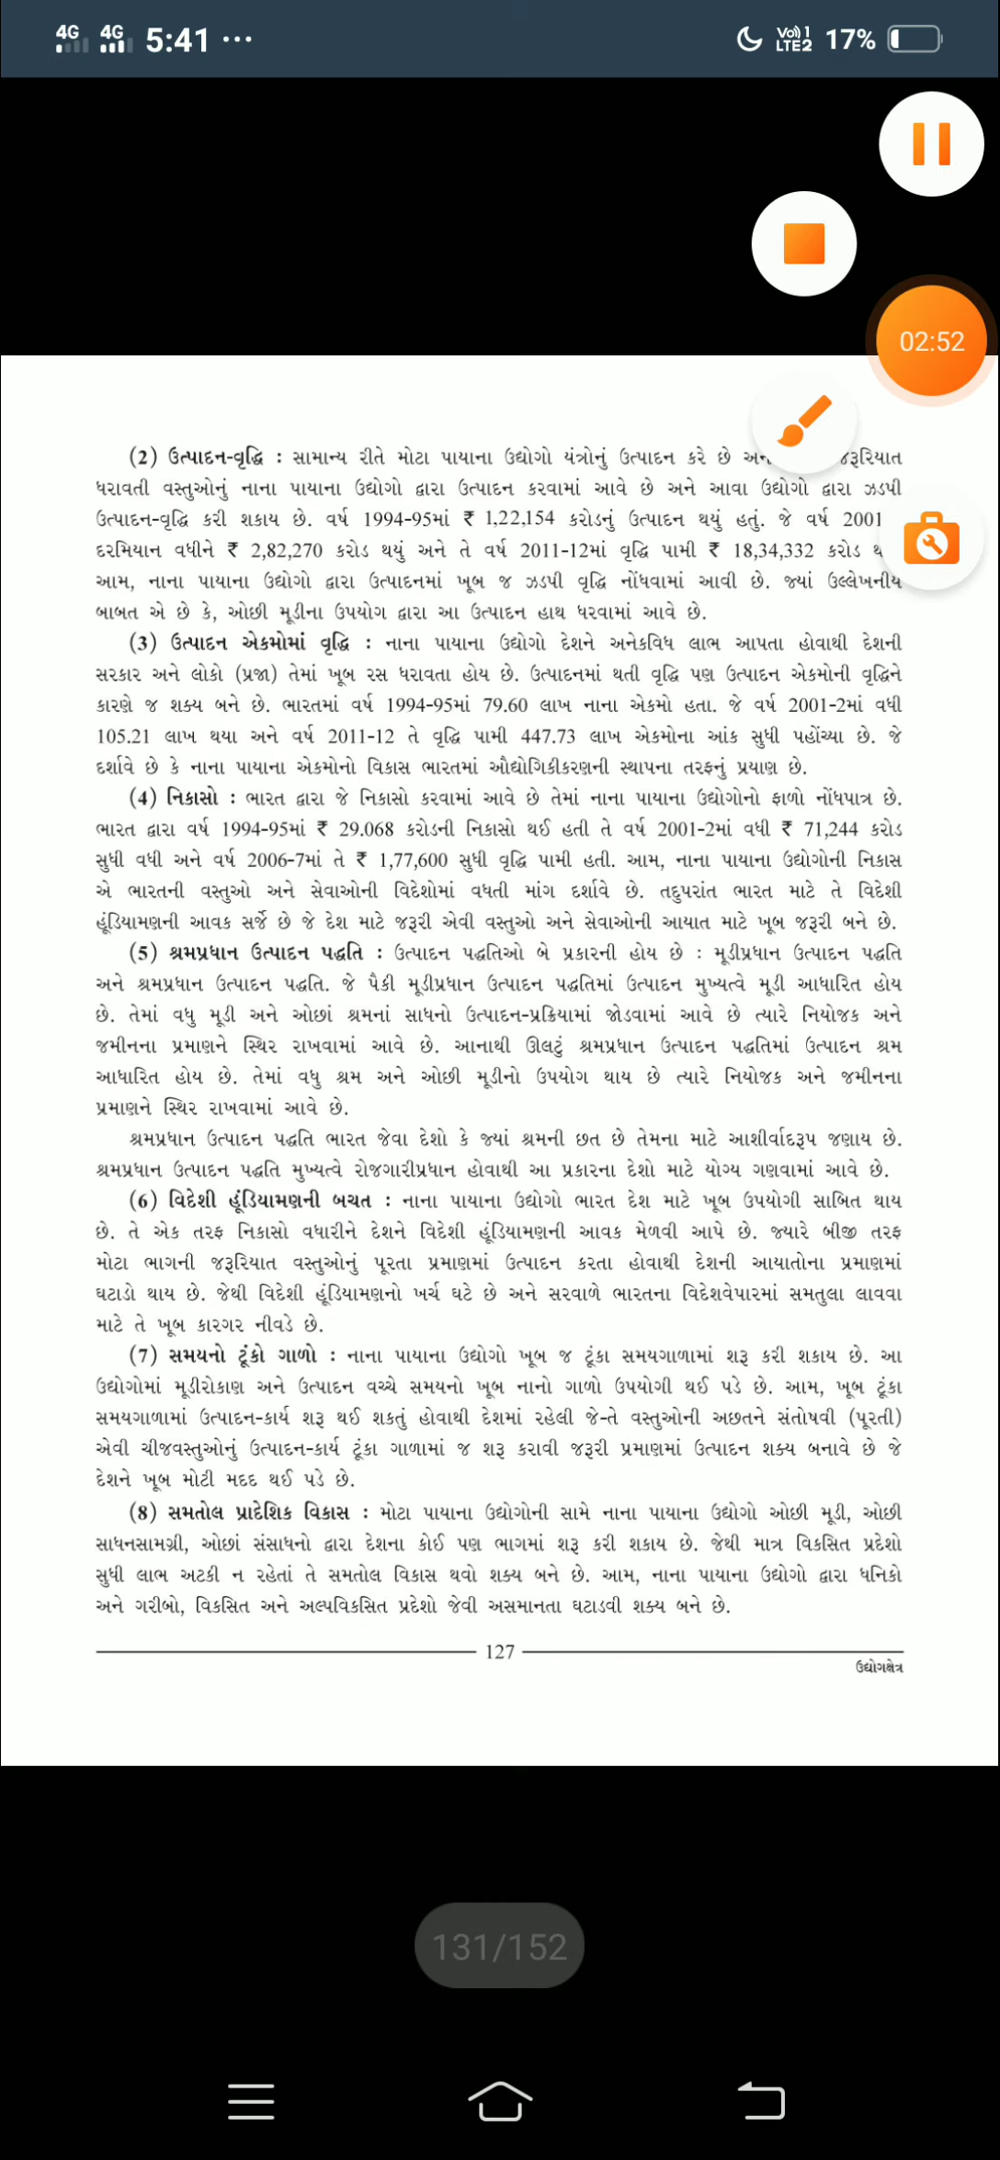 4G 4G 5:41 ... Vo)) 1 LTE2 17%
02:52
(2) ઉત્પાદન-વૃદ્ધિ : સામાન્ય રીતે મોટા પાયાના ઉદ્યોગો યંત્રોનું ઉત્પાદન કરે છે
ધરાવતી વસ્તુઓનું નાના પાયાના ઉદ્યોગો દ્વારા ઉત્પાદન કરવામાં આવે છે અને આવા ઉદ્યોગો દ્વારા ઝડપી
ઉત્પાદન-વૃદ્ધિ કરી શકાય છે. વર્ષ 1994-95માં ₹ 1,22,154 કરોડનું ઉત્પાદન થયું હતું. જે વર્ષ 2001
દરમિયાન વધીને ₹ 2,82,270 કરોડ થયું અને તે વર્ષ 2011-12માં વૃદ્ધિ પામી ₹ 18,34,332 કરોડ
આમ, નાના પાયાના ઉદ્યોગો દ્વારા ઉત્પાદનમાં ખૂબ જ ઝડપી વૃદ્ધિ નોંધવામાં આવી છે. જ્યાં ઉલ્લેખનીય
બાબત એ છે કે, ઓછી મૂડીના ઉપયોગ દ્વારા આ ઉત્પાદન હાથ ધરવામાં આવે છે.
(3) ઉત્પાદન એકમોમાં વૃદ્ધિ : નાના પાયાના ઉદ્યોગો દેશને અનેકવિધ લાભ આપતા હોવાથી દેશની
સરકાર અને લોકો (પ્રજા) તેમાં ખૂબ રસ ધરાવતા હોય છે. ઉત્પાદનમાં થતી વૃદ્ધિ પણ ઉત્પાદન એકમોની વૃદ્ધિને
કારણે જ શક્ય બને છે. ભારતમાં વર્ષ 1994-95માં 79.60 લાખ નાના એકમો હતા. જે વર્ષ 2001-2માં વધી
105.21 લાખ થયા અને વર્ષ 2011-12 તે વૃદ્ધિ પામી 447.73 લાખ એકમોના આંક સુધી પહોંચ્યા છે. જે
દર્શાવે છે કે નાના પાયાના એકમોનો વિકાસ ભારતમાં ઔદ્યોગિકીકરણની સ્થાપના તરફનું પ્રયાણ છે.
(4) નિકાસો : ભારત દ્વારા જે નિકાસો કરવામાં આવે છે તેમાં નાના પાયાના ઉદ્યોગોનો ફાળો નોંધપાત્ર છે.
ભારત દ્વારા વર્ષ 1994-95માં ₹ 29.068 કરોડની નિકાસો થઈ હતી તે વર્ષ 2001-2માં વધી ₹ 71,244 કરોડ
સુધી વધી અને વર્ષ 2006-7માં તે ₹ 1,77,600 સુધી વૃદ્ધિ પામી હતી. આમ, નાના પાયાના ઉદ્યોગોની નિકાસ
એ ભારતની વસ્તુઓ અને સેવાઓની વિદેશોમાં વધતી માંગ દર્શાવે છે. તદુપરાંત ભારત માટે તે વિદેશી
હૂંડિયામણની આવક સર્જે છે જે દેશ માટે જરૂરી એવી વસ્તુઓ અને સેવાઓની આયાત માટે ખૂબ જરૂરી બને છે.
(5) શ્રમપ્રધાન ઉત્પાદન પદ્ધતિ : ઉત્પાદન પદ્ધતિઓ બે પ્રકારની હોય છે : મૂડીપ્રધાન ઉત્પાદન પદ્ધતિ
અને શ્રમપ્રધાન ઉત્પાદન પદ્ધતિ. જે પૈકી મૂડીપ્રધાન ઉત્પાદન પદ્ધતિમાં ઉત્પાદન મુખ્યત્વે મૂડી આધારિત હોય
છે. તેમાં વધુ મૂડી અને ઓછાં શ્રમનાં સાધનો ઉત્પાદન-પ્રક્રિયામાં જોડવામાં આવે છે ત્યારે નિયોજક અને
જમીનના પ્રમાણને સ્થિર રાખવામાં આવે છે. આનાથી ઊલટું શ્રમપ્રધાન ઉત્પાદન પદ્ધતિમાં ઉત્પાદન શ્રમ
આધારિત હોય છે. તેમાં વધુ શ્રમ અને ઓછી મૂડીનો ઉપયોગ થાય છે ત્યારે નિયોજક અને જમીનના
પ્રમાણને સ્થિર રાખવામાં આવે છે.
શ્રમપ્રધાન ઉત્પાદન પદ્ધતિ ભારત જેવા દેશો કે જ્યાં શ્રમની છત છે તેમના માટે આશીર્વાદરૂપ જણાય છે.
શ્રમપ્રધાન ઉત્પાદન પદ્ધતિ મુખ્યત્વે રોજગારીપ્રધાન હોવાથી આ પ્રકારના દેશો માટે યોગ્ય ગણવામાં આવે છે.
(6) વિદેશી હૂંડિયામણની બચત : નાના પાયાના ઉદ્યોગો ભારત દેશ માટે ખૂબ ઉપયોગી સાબિત થાય
છે. તે એક તરફ નિકાસો વધારીને દેશને વિદેશી હૂંડિયામણની આવક મેળવી આપે છે. જ્યારે બીજી તરફ
મોટા ભાગની જરૂરિયાત વસ્તુઓનું પૂરતા પ્રમાણમાં ઉત્પાદન કરતા હોવાથી દેશની આયાતોના પ્રમાણમાં
ઘટાડો થાય છે. જેથી વિદેશી હૂંડિયામણનો ખર્ચ ઘટે છે અને સરવાળે ભારતના વિદેશવેપારમાં સમતુલા લાવવા
માટે તે ખૂબ કારગર નીવડે છે.
(7) સમયનો ટૂંકો ગાળો : નાના પાયાના ઉદ્યોગો ખૂબ જ ટૂંકા સમયગાળામાં શરૂ કરી શકાય છે. આ
ઉદ્યોગોમાં મૂડીરોકાણ અને ઉત્પાદન વચ્ચે સમયનો ખૂબ નાનો ગાળો ઉપયોગી થઈ પડે છે. આમ, ખૂબ ટૂંકા
સમયગાળામાં ઉત્પાદન-કાર્ય શરૂ થઈ શકતું હોવાથી દેશમાં રહેલી જે-તે વસ્તુઓની અછતને સંતોષવી (પૂરતી)
એવી ચીજવસ્તુઓનું ઉત્પાદન-કાર્ય ટૂંકા ગાળામાં જ શરૂ કરાવી જરૂરી પ્રમાણમાં ઉત્પાદન શક્ય બનાવે છે જે
દેશને ખૂબ મોટી મદદ થઈ પડે છે.
(8) સમતોલ પ્રાદેશિક વિકાસ : મોટા પાયાના ઉદ્યોગોની સામે નાના પાયાના ઉદ્યોગો ઓછી મૂડી, ઓછી
સાધનસામગ્રી, ઓછાં સંસાધનો દ્વારા દેશના કોઈ પણ ભાગમાં શરૂ કરી શકાય છે. જેથી માત્ર વિકસિત પ્રદેશો
સુધી લાભ અટકી ન રહેતાં તે સમતોલ વિકાસ થવો શક્ય બને છે. આમ, નાના પાયાના ઉદ્યોગો દ્વારા ધનિકો
અને ગરીબો, વિકસિત અને અલ્પવિકસિત પ્રદેશો જેવી અસમાનતા ઘટાડવી શક્ય બને છે.
127
ઉદ્યોગક્ષેત્ર
131/152